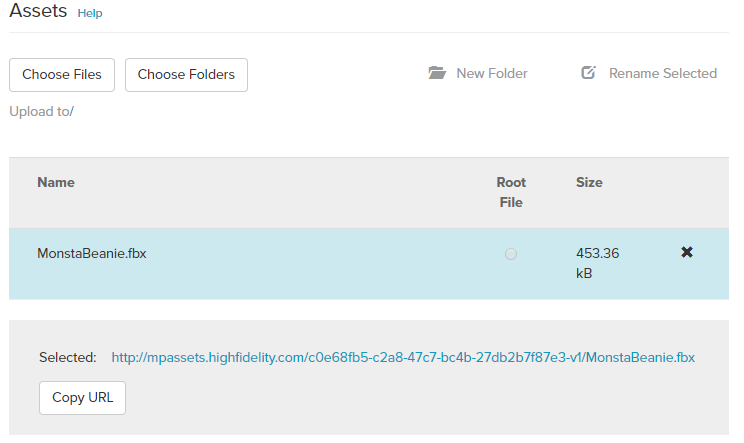 Assets Help
Choose Files Choose Folders New Folder Rename Selected
Upload to/
Name Root File Size
MonstaBeanie.fbx 453.36 kB
Selected: http://mpassets.highfidelity.com/c0e68fb5-c2a8-47c7-bc4b-27db2b7f87e3-v1/MonstaBeanie.fbx
Copy URL